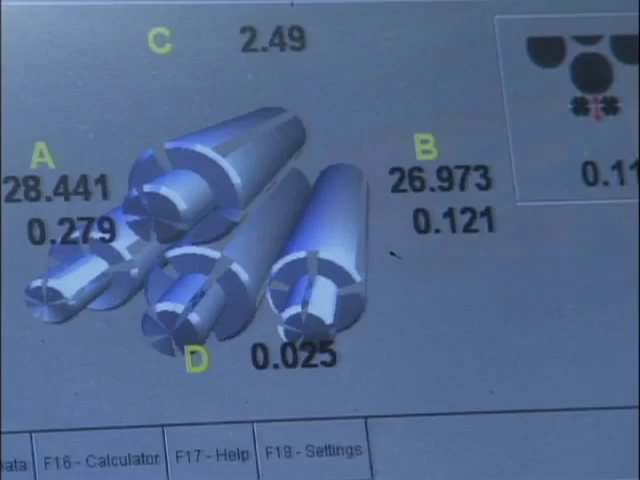 C 2.49
A
B
28.441
26.973
0.279
0.121
0.11
D 0.025
F16 - Calculator F17 - Help F18 - Settings